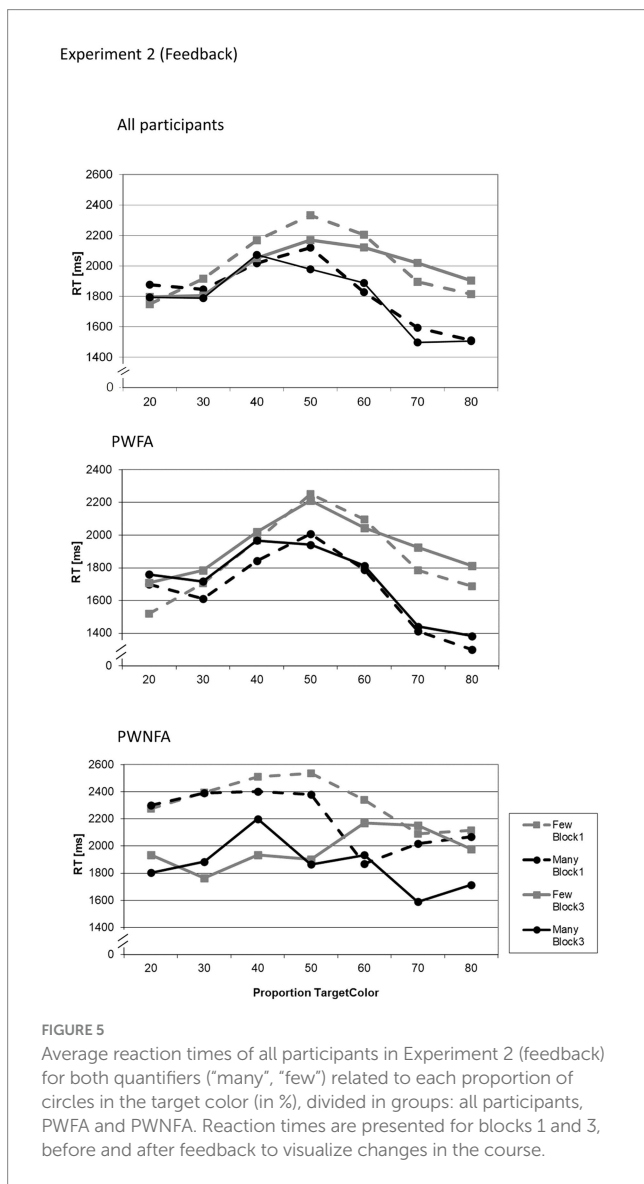 Experiment 2 (Feedback)
All participants
2600
2400
2200
2000
1800
1600
1400
0
RT [ms]
20 30 40 50 60 70 80
PWFA
2400
2200
2000
1800
1600
1400
0
RT [ms]
20 30 40 50 60 70 80
PWNFA
2600
2400
2200
2000
1800
1600
1400
0
RT [ms]
20 30 40 50 60 70 80
Proportion TargetColor
Few
Block1
Many
Block1
Few
Block3
Many
Block3
FIGURE 5
Average reaction times of all participants in Experiment 2 (feedback)
for both quantifiers (“many”, “few”) related to each proportion of
circles in the target color (in %), divided in groups: all participants,
PWFA and PWNFA. Reaction times are presented for blocks 1 and 3,
before and after feedback to visualize changes in the course.